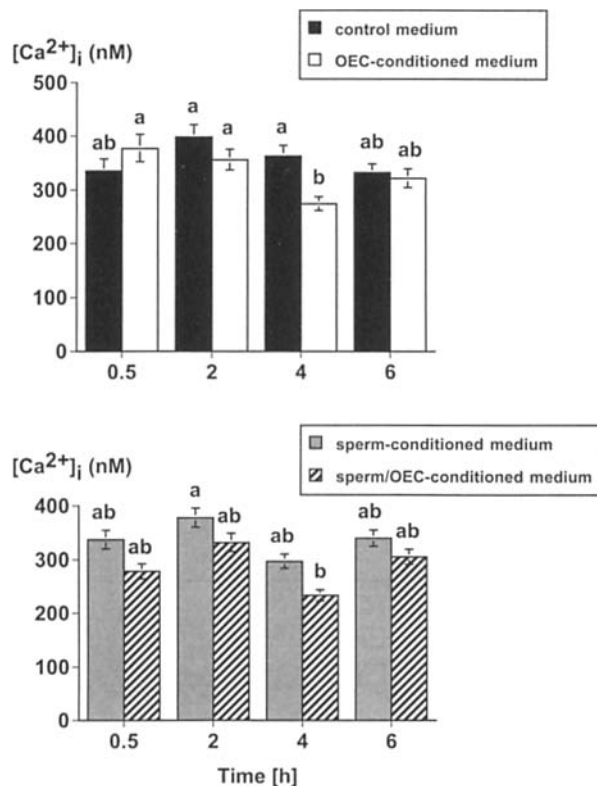 control medium
OEC-conditioned medium
[Ca2+]i (nM)
500
400
300
200
100
0
ab a a a a b ab ab
0.5 2 4 6
sperm-conditioned medium
sperm/OEC-conditioned medium
[Ca2+]i (nM)
400
300
200
100
0
ab ab a ab ab b ab ab
0.5 2 4 6
Time [h]